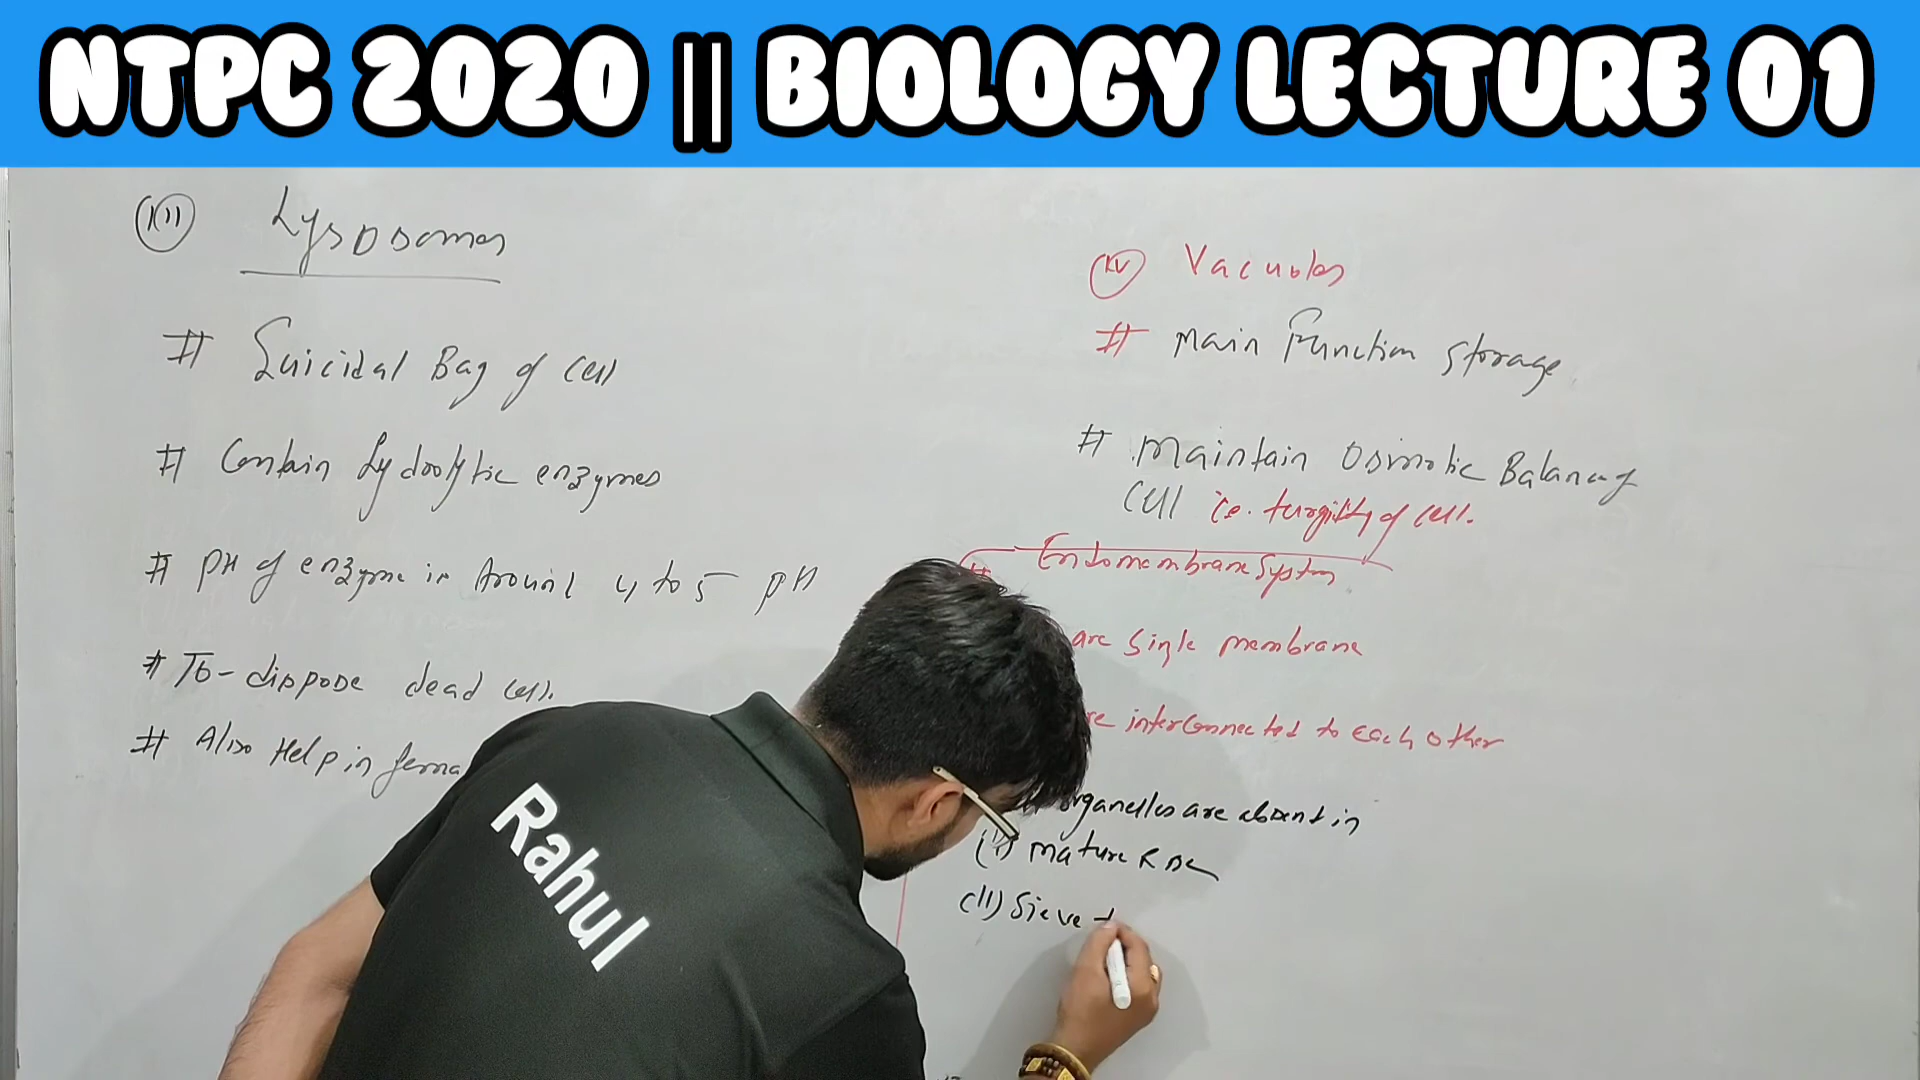 NTPC 2020 || BIOLOGY LECTURE 01
(III) Lysosomes
# Suicidal Bag of Cell
# Contain Hydrolytic enzymes
# PH of enzyme is Around 4 to 5 PH
# To-dispose dead Cell.
# Also Help in
(IV) Vacuoles
# Main Function Storage
# Maintain Osmotic Balance of
Cell i.e. turgidity of Cell.
Endomembrane System
are Single membrane
interconnected to each other
organelles are absent in
(I) Mature RBC
(II) Sieve t
Rahul